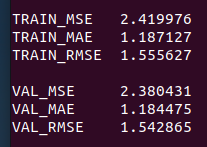 TRAIN_MSE 2.419976
TRAIN_MAE 1.187127
TRAIN_RMSE 1.555627
VAL_MSE 2.380431
VAL_MAE 1.184475
VAL_RMSE 1.542865